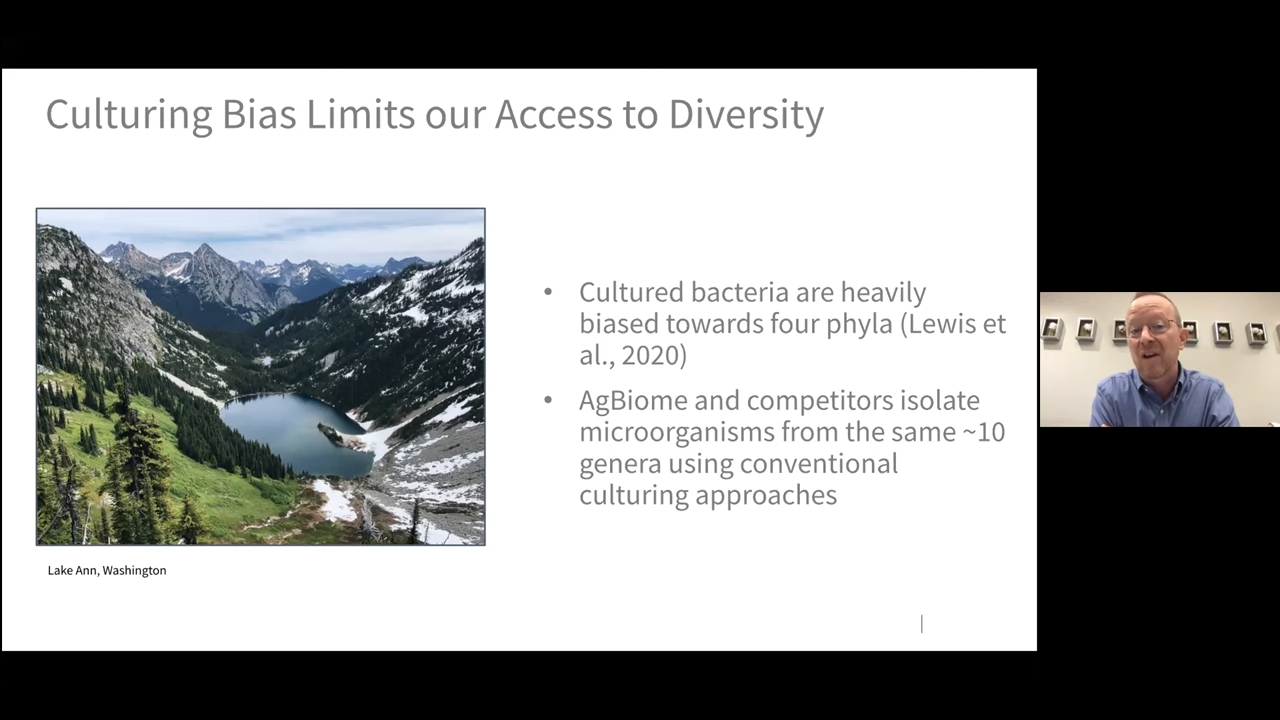 Culturing Bias Limits our Access to Diversity
• Cultured bacteria are heavily
biased towards four phyla (Lewis et
al., 2020)
• AgBiome and competitors isolate
microorganisms from the same ~10
genera using conventional
culturing approaches
Lake Ann, Washington